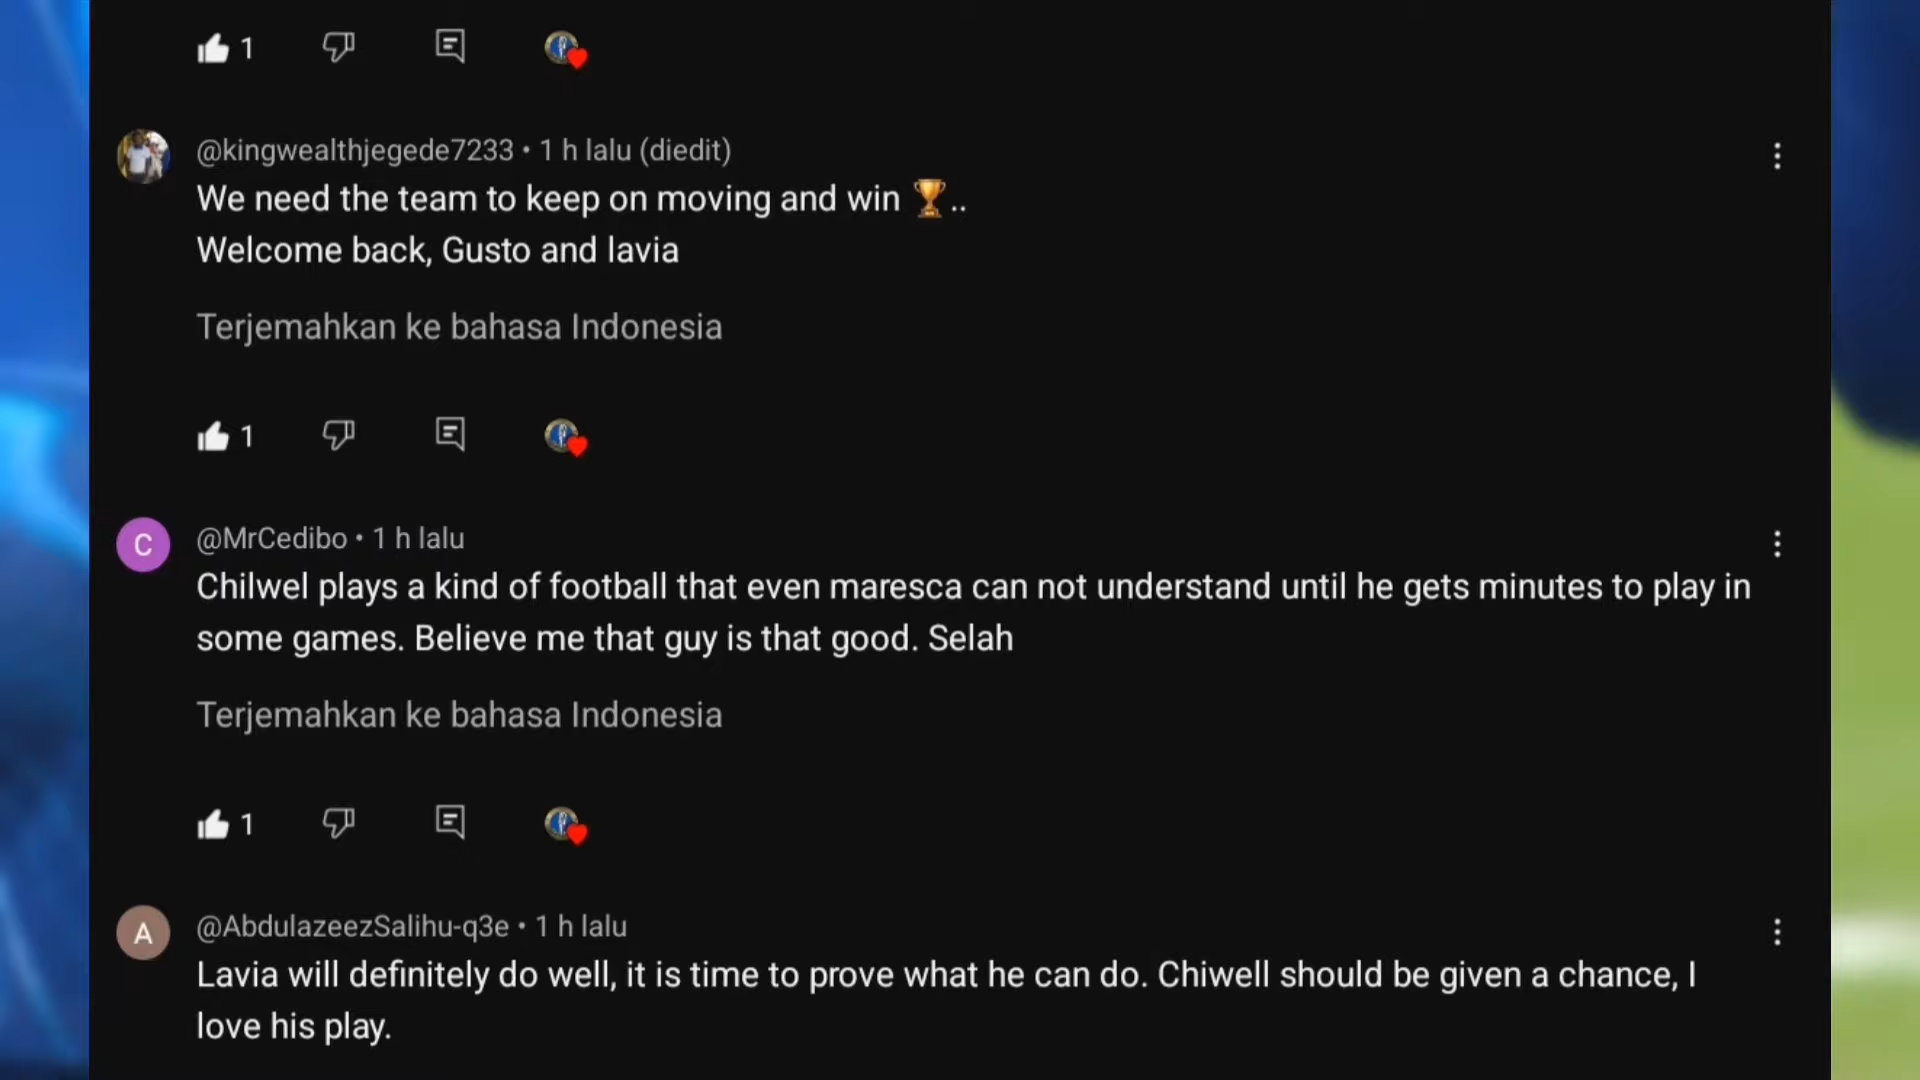 1
@kingwealthjegede7233 • 1 h lalu (diedit)
We need the team to keep on moving and win 🏆..
Welcome back, Gusto and lavia
Terjemahkan ke bahasa Indonesia
1
C
@MrCedibo • 1 h lalu
Chilwel plays a kind of football that even maresca can not understand until he gets minutes to play in
some games. Believe me that guy is that good. Selah
Terjemahkan ke bahasa Indonesia
1
A
@AbdulazeezSalihu-q3e • 1 h lalu
Lavia will definitely do well, it is time to prove what he can do. Chiwell should be given a chance, I
love his play.